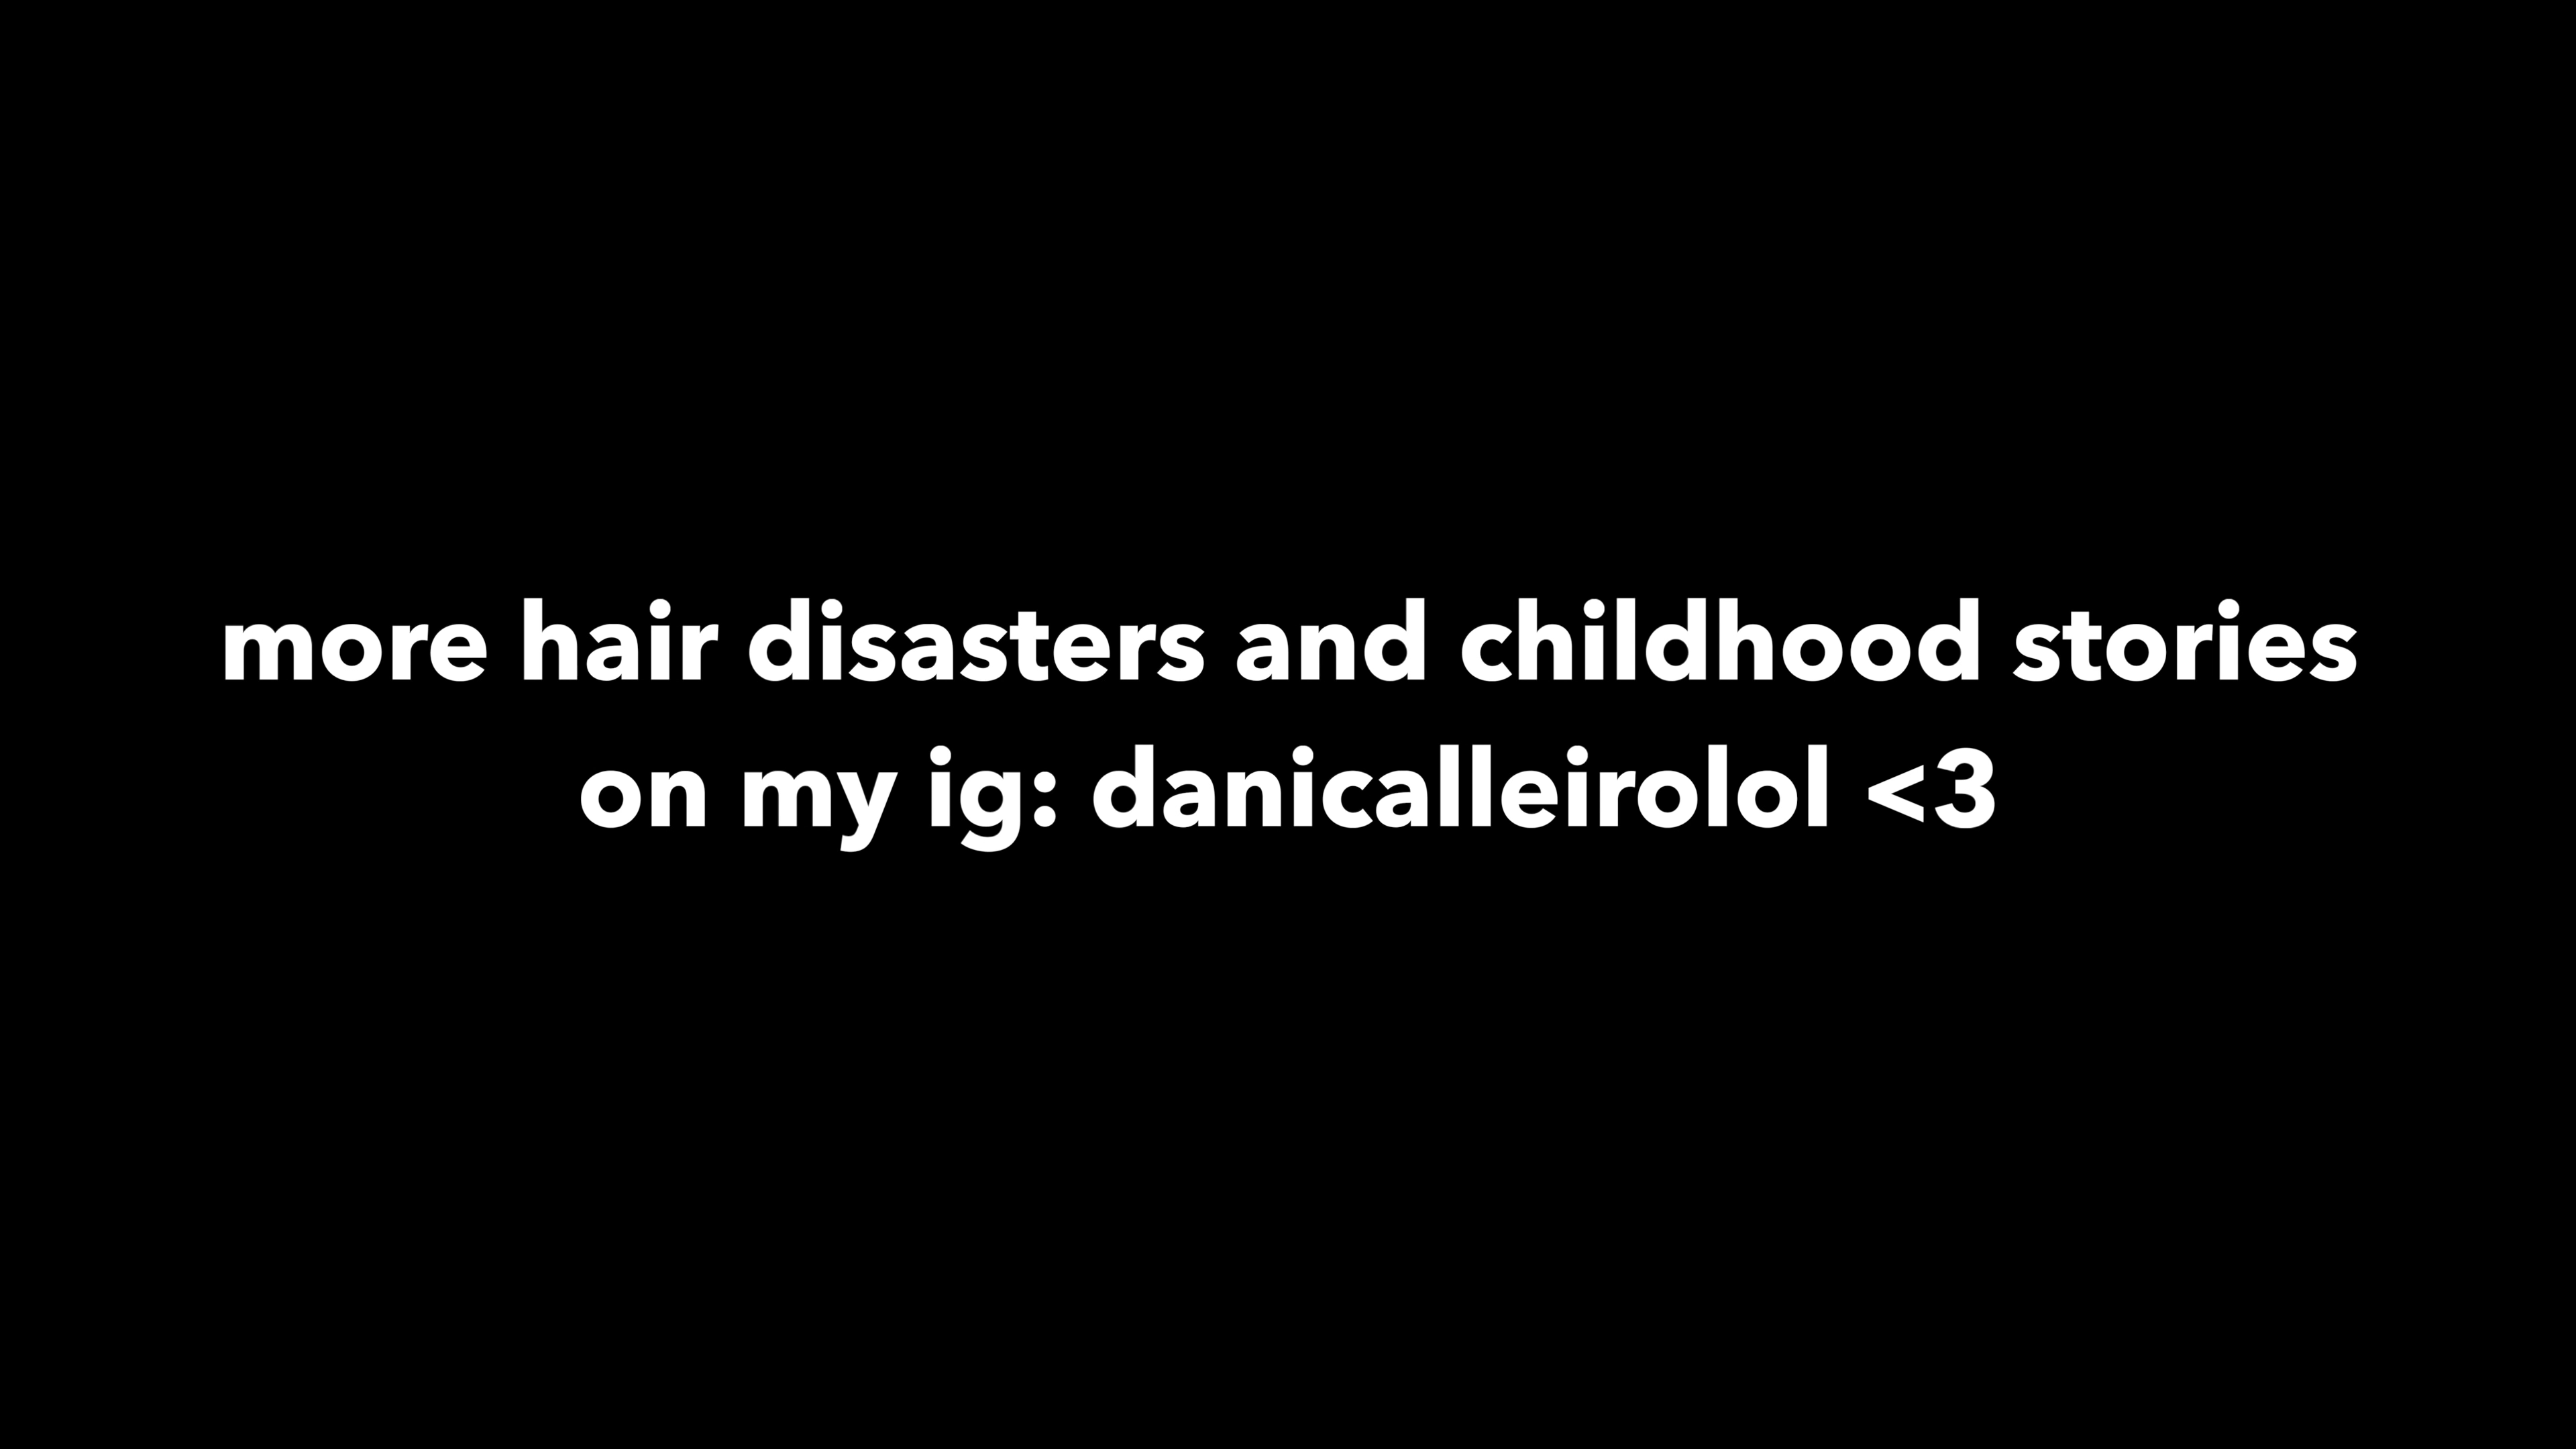 more hair disasters and childhood stories
on my ig: danicalleirolol <3